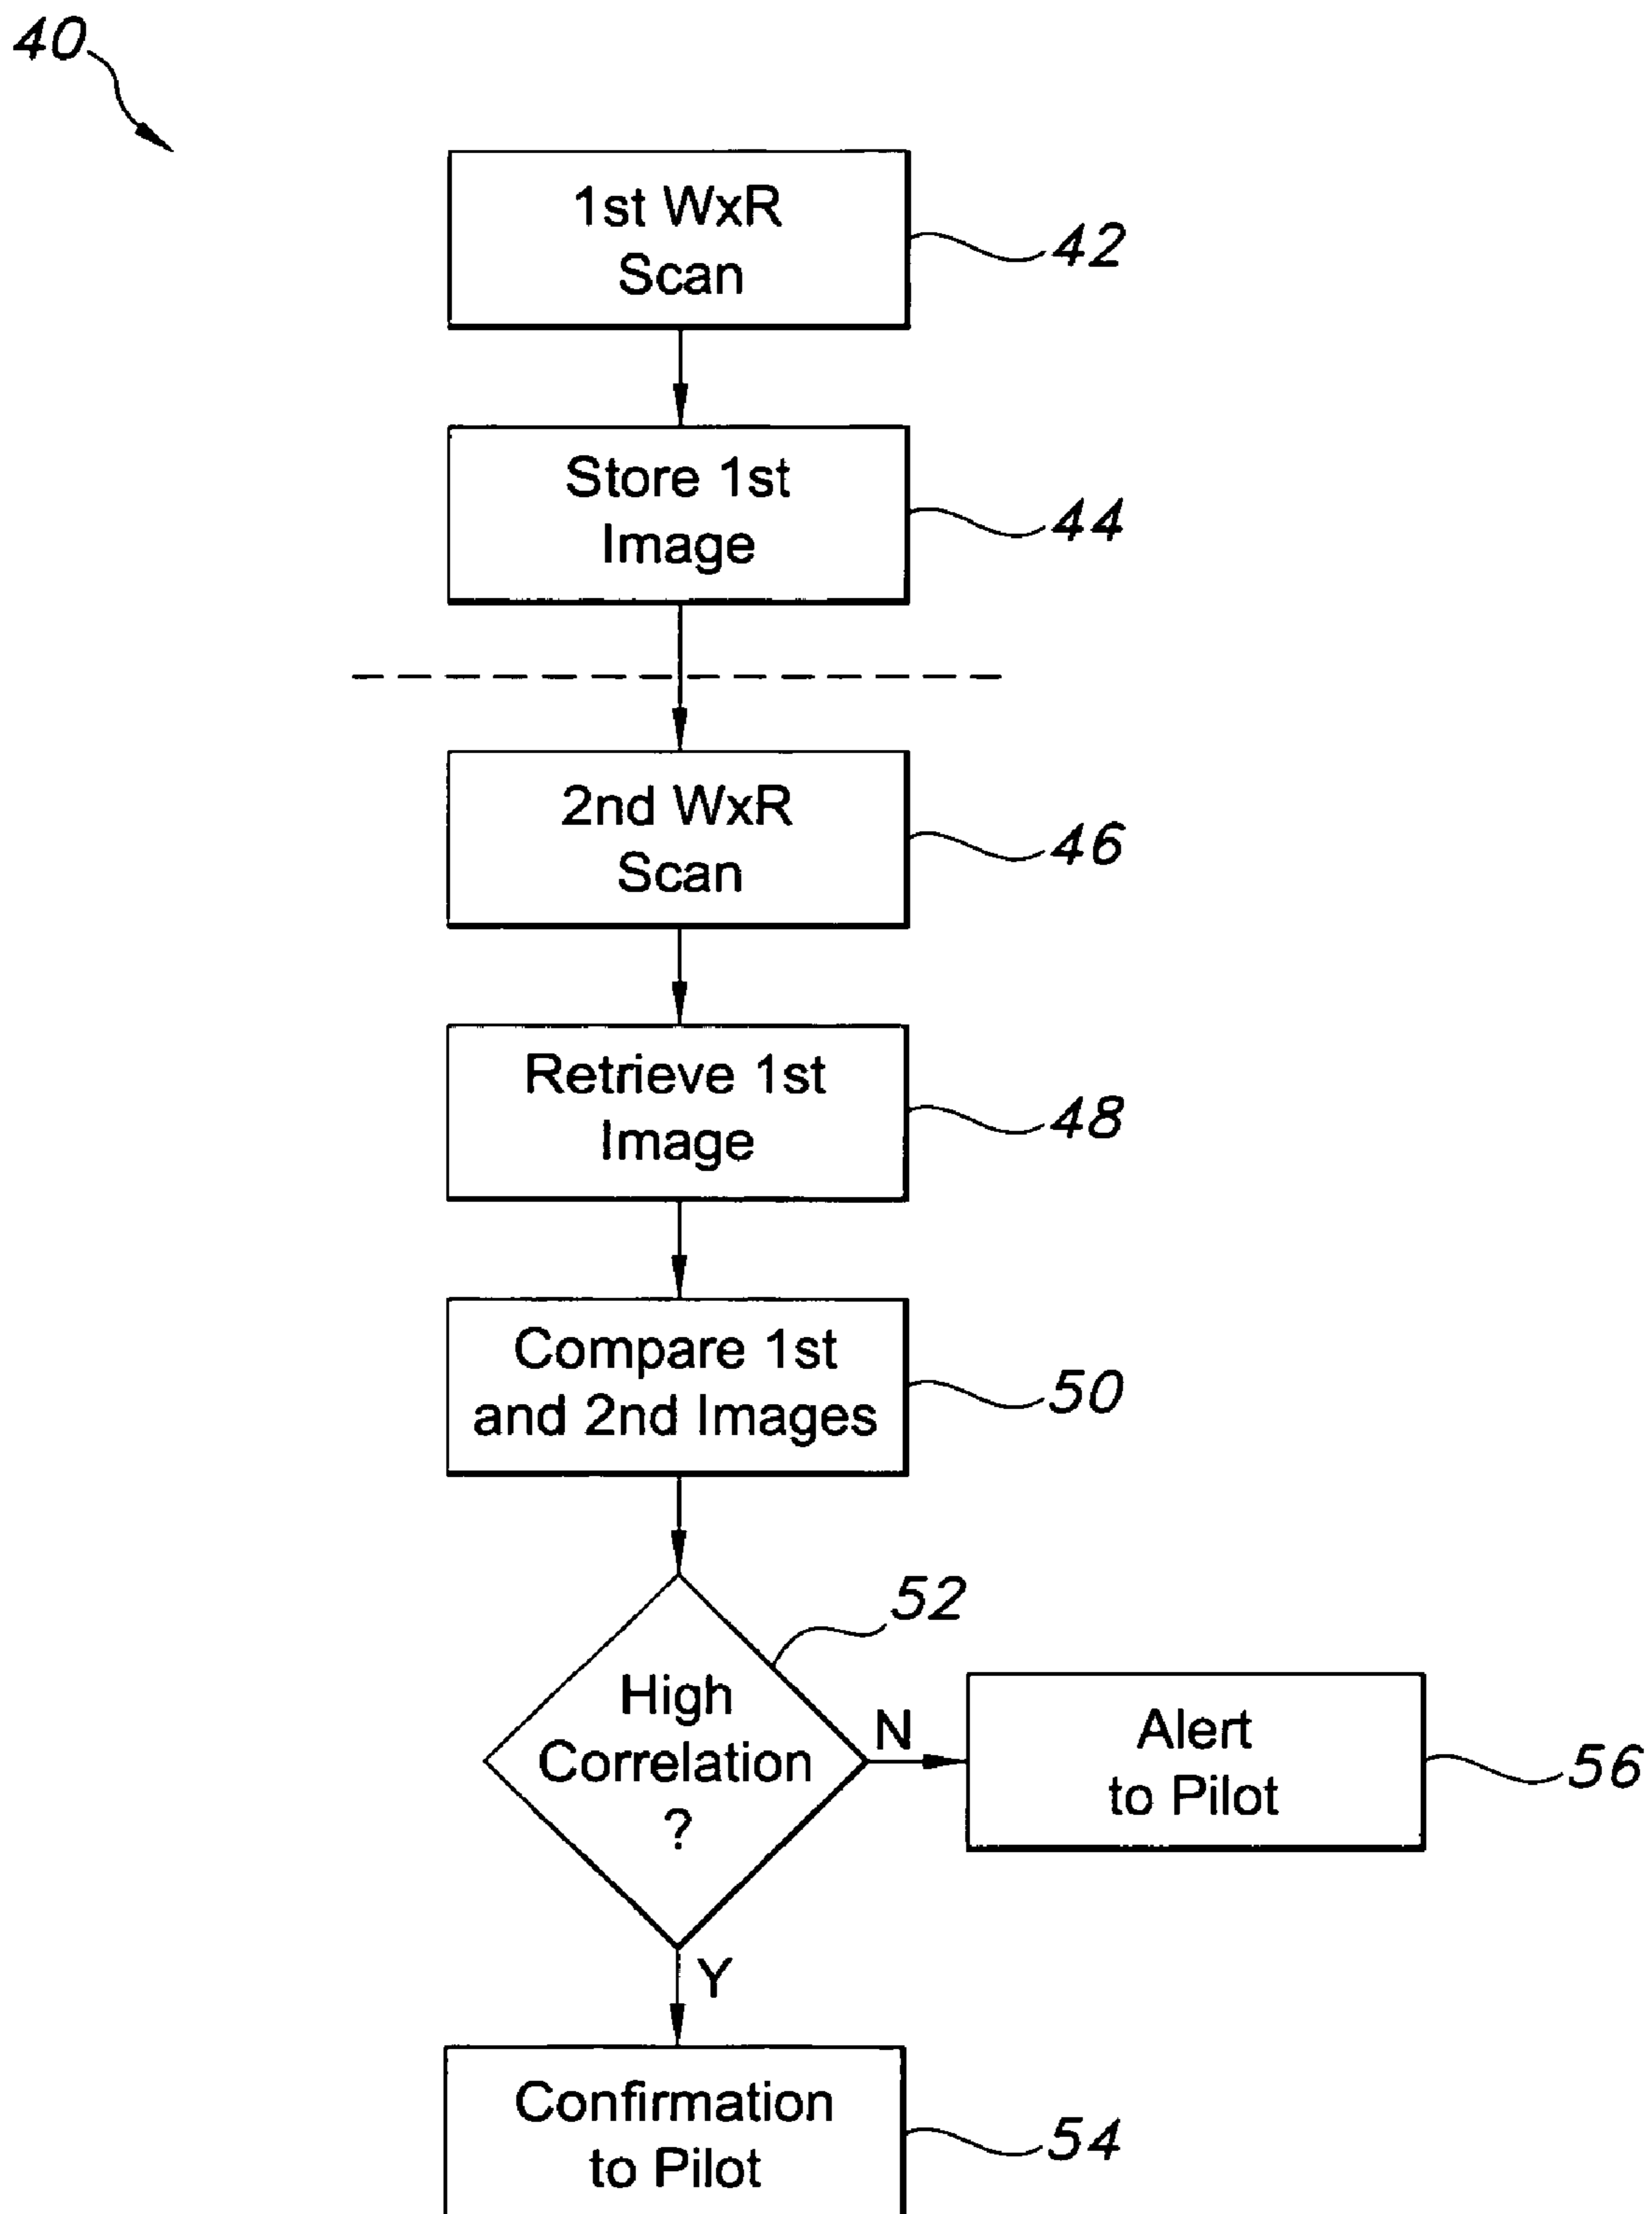 40
1st WxR
Scan
42
Store 1st
Image
44
2nd WxR
Scan
46
Retrieve 1st
Image
48
Compare 1st
and 2nd Images
50
52
High
Correlation
?
N
Alert
to Pilot
56
Y
Confirmation
to Pilot
54